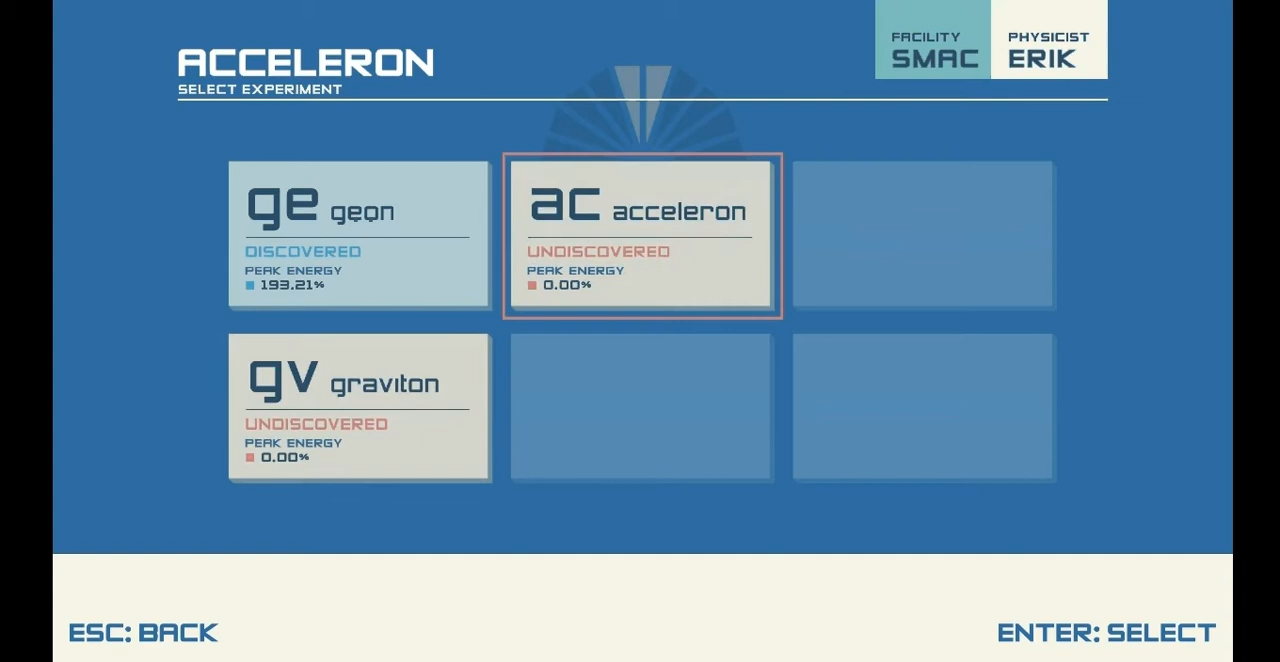 ACCELERON
SELECT EXPERIMENT
FACILITY
SMAC
PHYSICIST
ERIK
ge geon
DISCOVERED
PEAK ENERGY
193.21%
ac acceleron
UNDISCOVERED
PEAK ENERGY
0.00%
gv graviton
UNDISCOVERED
PEAK ENERGY
0.00%
ESC: BACK
ENTER: SELECT